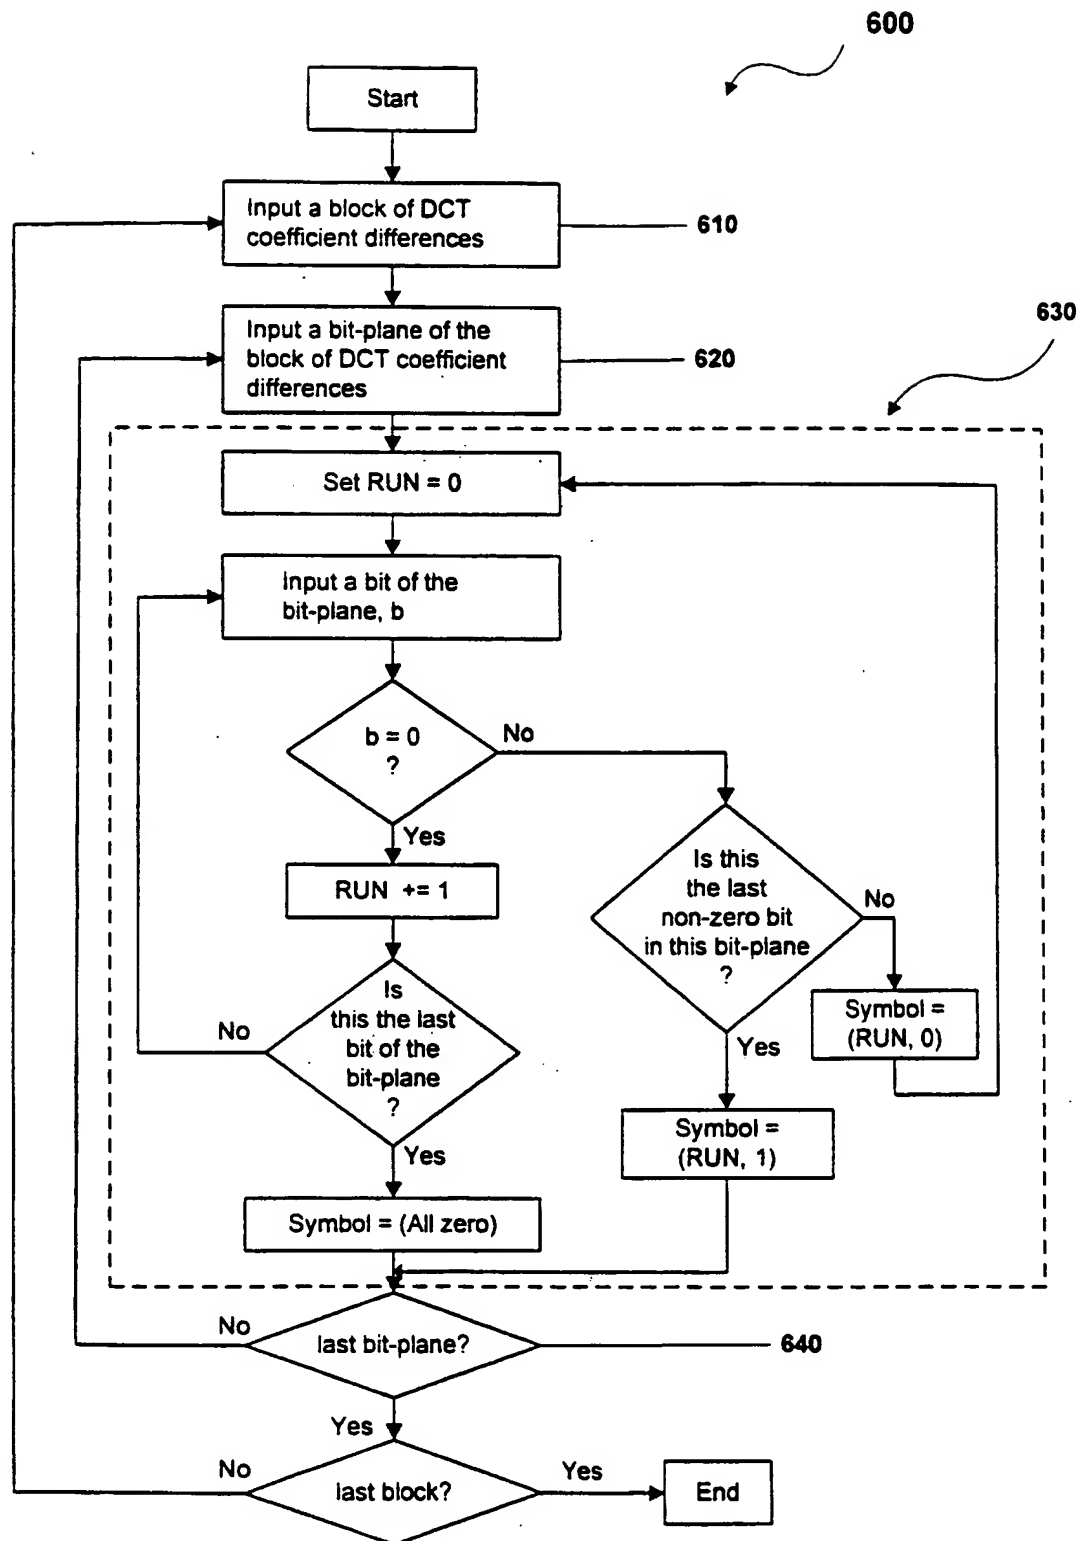 600
Start
Input a block of DCT
coefficient differences
610
Input a bit-plane of the
block of DCT coefficient
differences
620
630
Set RUN = 0
Input a bit of the
bit-plane, b
b = 0
?
No
Yes
RUN += 1
Is this
the last
non-zero bit
in this bit-plane
?
No
Symbol =
(RUN, 0)
Yes
Symbol =
(RUN, 1)
Is
this the last
bit of the
bit-plane
?
No
Yes
Symbol = (All zero)
last bit-plane?
No
640
Yes
last block?
No
Yes
End